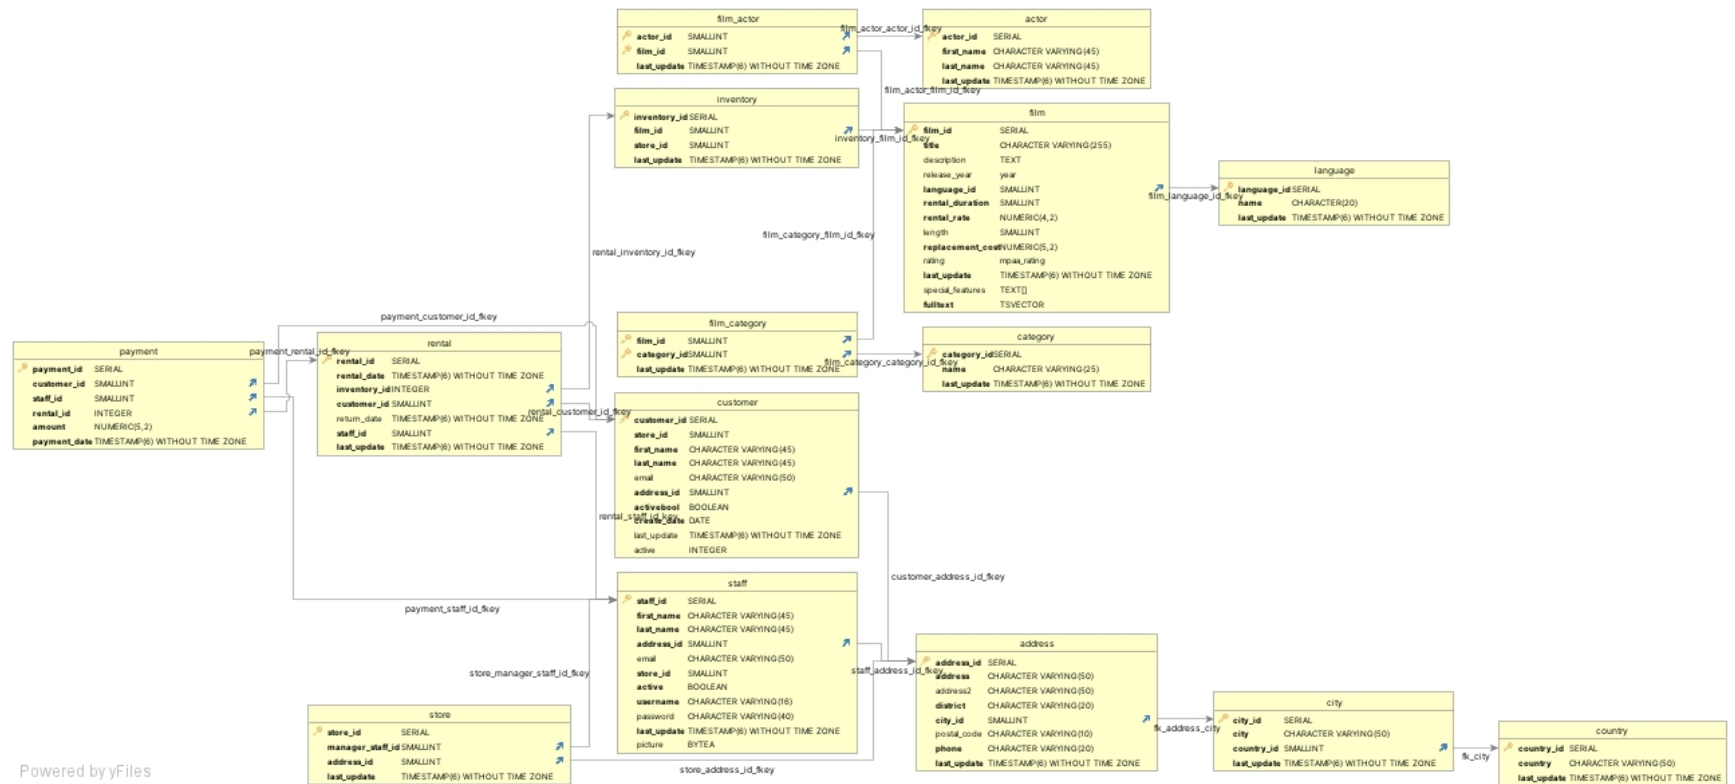 film_actor
actor_id SMALLINT
film_id SMALLINT
last_update TIMESTAMP(6) WITHOUT TIME ZONE
film_actor_actor_id_fkey
actor
actor_id SERIAL
first_name CHARACTER VARYING(45)
last_name CHARACTER VARYING(45)
last_update TIMESTAMP(6) WITHOUT TIME ZONE
film_actor_film_id_fkey
inventory
inventory_id SERIAL
film_id SMALLINT
store_id SMALLINT
last_update TIMESTAMP(6) WITHOUT TIME ZONE
inventory_film_id_fkey
film
film_id SERIAL
title CHARACTER VARYING(255)
description TEXT
release_year year
language_id SMALLINT
rental_duration SMALLINT
rental_rate NUMERIC(4,2)
length SMALLINT
replacement_cost NUMERIC(5,2)
rating mpaa_rating
last_update TIMESTAMP(6) WITHOUT TIME ZONE
special_features TEXT[]
fulltext TSVECTOR
film_language_id_fkey
language
language_id SERIAL
name CHARACTER(20)
last_update TIMESTAMP(6) WITHOUT TIME ZONE
film_category_film_id_fkey
rental_inventory_id_fkey
payment_customer_id_fkey
payment
payment_id SERIAL
customer_id SMALLINT
staff_id SMALLINT
rental_id INTEGER
amount NUMERIC(5,2)
payment_date TIMESTAMP(6) WITHOUT TIME ZONE
payment_rental_id_fkey
rental
rental_id SERIAL
rental_date TIMESTAMP(6) WITHOUT TIME ZONE
inventory_id INTEGER
customer_id SMALLINT
return_date TIMESTAMP(6) WITHOUT TIME ZONE
staff_id SMALLINT
last_update TIMESTAMP(6) WITHOUT TIME ZONE
film_category
film_id SMALLINT
category_id SMALLINT
last_update TIMESTAMP(6) WITHOUT TIME ZONE
film_category_category_id_fkey
category
category_id SERIAL
name CHARACTER VARYING(25)
last_update TIMESTAMP(6) WITHOUT TIME ZONE
rental_customer_id_fkey
customer
customer_id SERIAL
store_id SMALLINT
first_name CHARACTER VARYING(45)
last_name CHARACTER VARYING(45)
email CHARACTER VARYING(50)
address_id SMALLINT
activebool BOOLEAN
create_date DATE
last_update TIMESTAMP(6) WITHOUT TIME ZONE
active INTEGER
rental_staff_id_fkey
customer_address_id_fkey
payment_staff_id_fkey
staff
staff_id SERIAL
first_name CHARACTER VARYING(45)
last_name CHARACTER VARYING(45)
address_id SMALLINT
email CHARACTER VARYING(50)
store_id SMALLINT
active BOOLEAN
username CHARACTER VARYING(16)
password CHARACTER VARYING(40)
last_update TIMESTAMP(6) WITHOUT TIME ZONE
picture BYTEA
staff_address_id_fkey
store_manager_staff_id_fkey
address
address_id SERIAL
address CHARACTER VARYING(50)
address2 CHARACTER VARYING(50)
district CHARACTER VARYING(20)
city_id SMALLINT
postal_code CHARACTER VARYING(10)
phone CHARACTER VARYING(20)
last_update TIMESTAMP(6) WITHOUT TIME ZONE
fk_address_city
city
city_id SERIAL
city CHARACTER VARYING(50)
country_id SMALLINT
last_update TIMESTAMP(6) WITHOUT TIME ZONE
fk_city
country
country_id SERIAL
country CHARACTER VARYING(50)
last_update TIMESTAMP(6) WITHOUT TIME ZONE
store
store_id SERIAL
manager_staff_id SMALLINT
address_id SMALLINT
last_update TIMESTAMP(6) WITHOUT TIME ZONE
store_address_id_fkey
Powered by yFiles